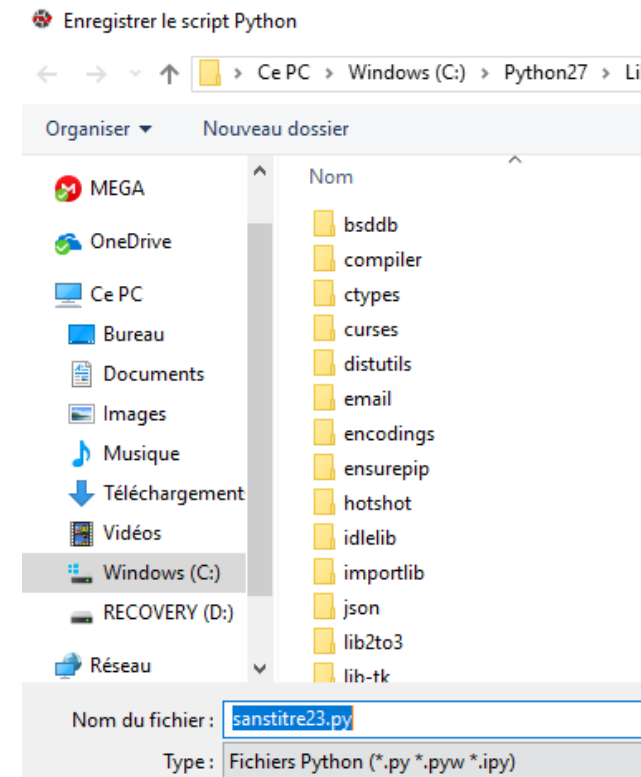 Enregistrer le script Python
Ce PC > Windows (C:) > Python27 > Li
Organiser Nouveau dossier
MEGA
OneDrive
Ce PC
Bureau
Documents
Images
Musique
Téléchargement
Vidéos
Windows (C:)
RECOVERY (D:)
Réseau
Nom
bsddb
compiler
ctypes
curses
distutils
email
encodings
ensurepip
hotshot
idlelib
importlib
json
lib2to3
lib-tk
Nom du fichier : sanstitre23.py
Type : Fichiers Python (*.py *.pyw *.ipy)